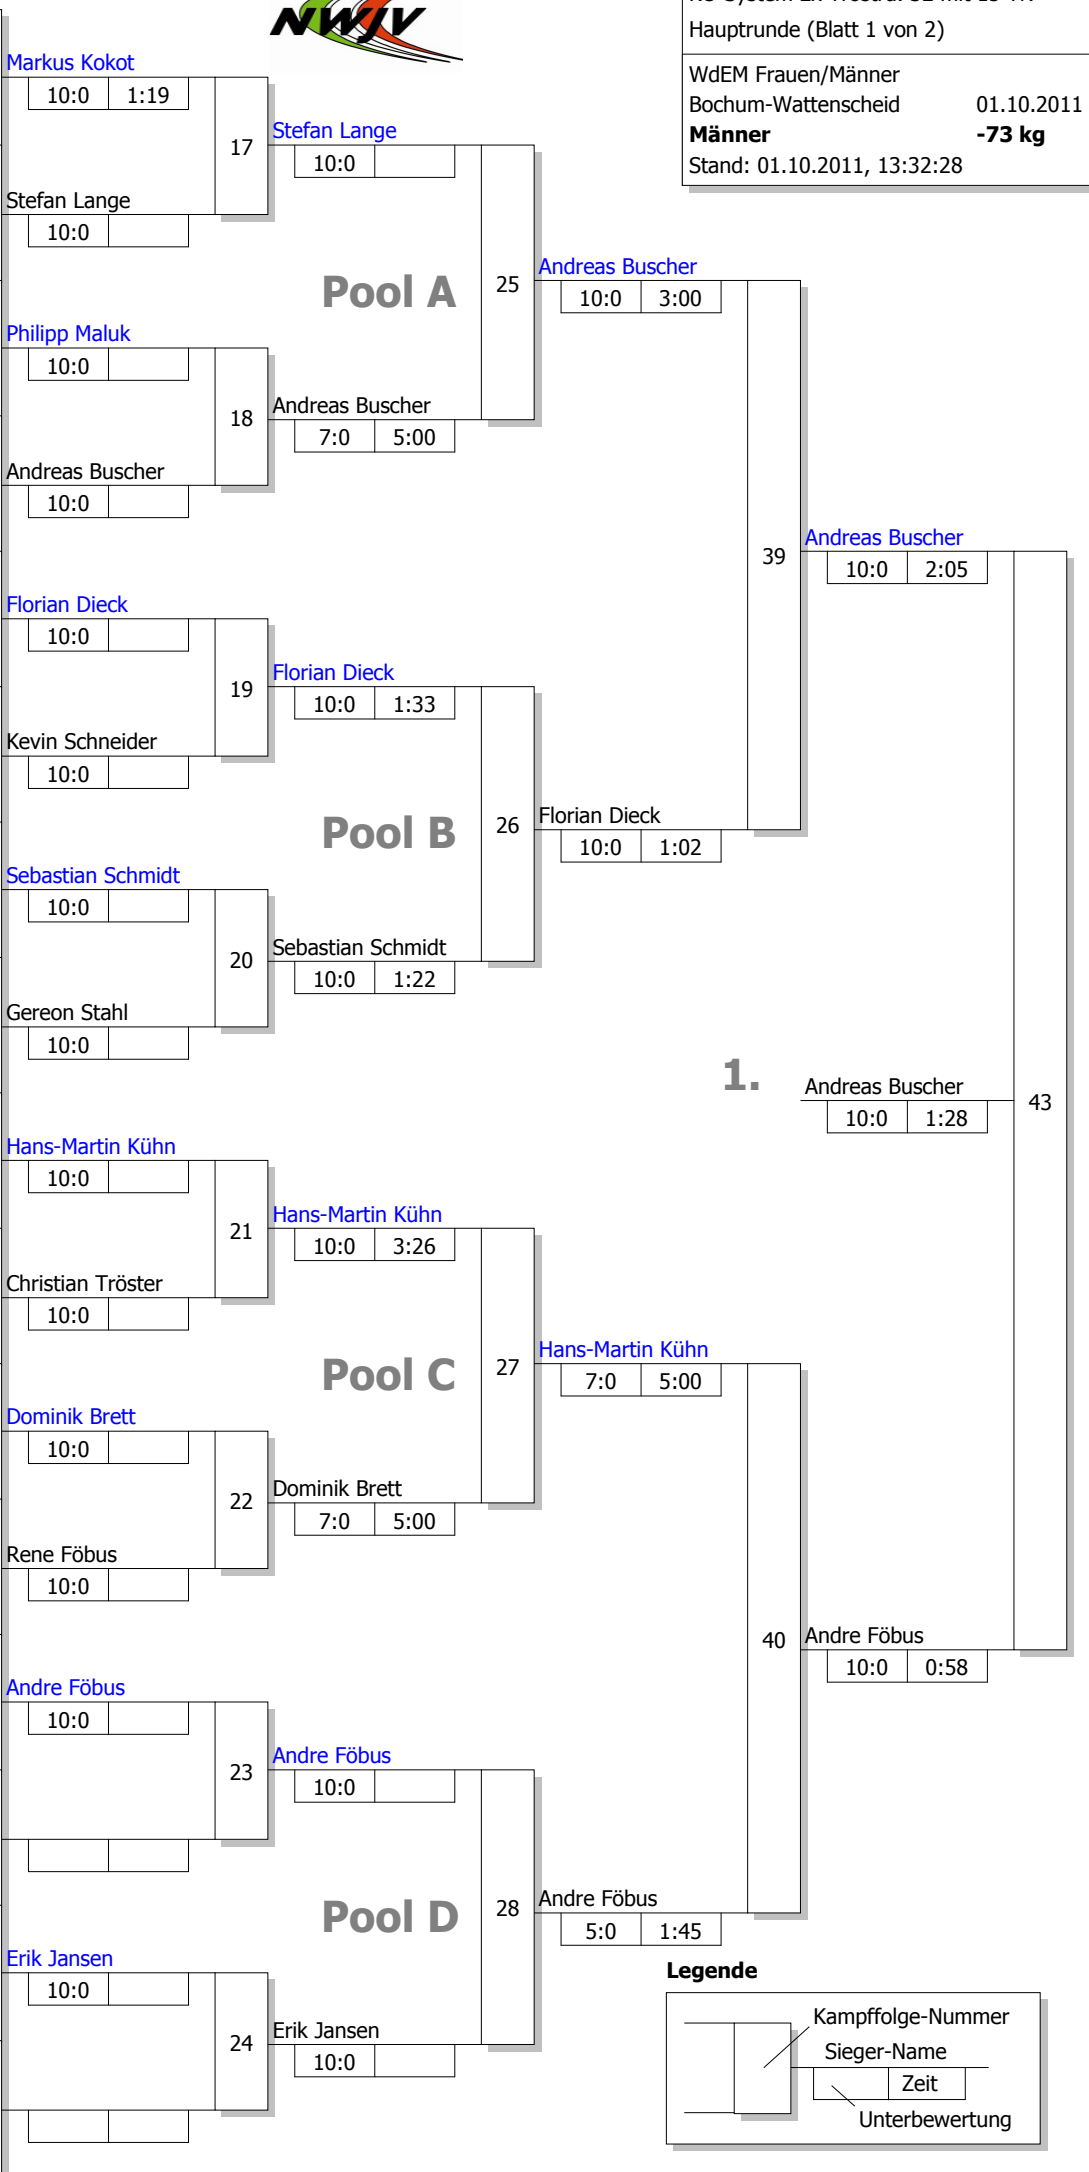 NWJV
Hauptrunde (Blatt 1 von 2)
WdEM Frauen/Männer
Bochum-Wattenscheid 01.10.2011
Männer -73 kg
Stand: 01.10.2011, 13:32:28
Markus Kokot
10:0 1:19
17
Stefan Lange
10:0
Stefan Lange
10:0
Pool A
25
Andreas Buscher
10:0 3:00
Philipp Maluk
10:0
18
Andreas Buscher
7:0 5:00
Andreas Buscher
10:0
39
Andreas Buscher
10:0 2:05
Florian Dieck
10:0
19
Florian Dieck
10:0 1:33
Kevin Schneider
10:0
Pool B
26
Florian Dieck
10:0 1:02
Sebastian Schmidt
10:0
20
Sebastian Schmidt
10:0 1:22
Gereon Stahl
10:0
1.
Andreas Buscher
10:0 1:28
43
Hans-Martin Kühn
10:0
21
Hans-Martin Kühn
10:0 3:26
Christian Tröster
10:0
Pool C
27
Hans-Martin Kühn
7:0 5:00
Dominik Brett
10:0
22
Dominik Brett
7:0 5:00
Rene Föbus
10:0
40
Andre Föbus
10:0 0:58
Andre Föbus
10:0
23
Andre Föbus
10:0
Pool D
28
Andre Föbus
5:0 1:45
Erik Jansen
10:0
24
Erik Jansen
10:0
Legende
Kampffolge-Nummer
Sieger-Name
Zeit
Unterbewertung